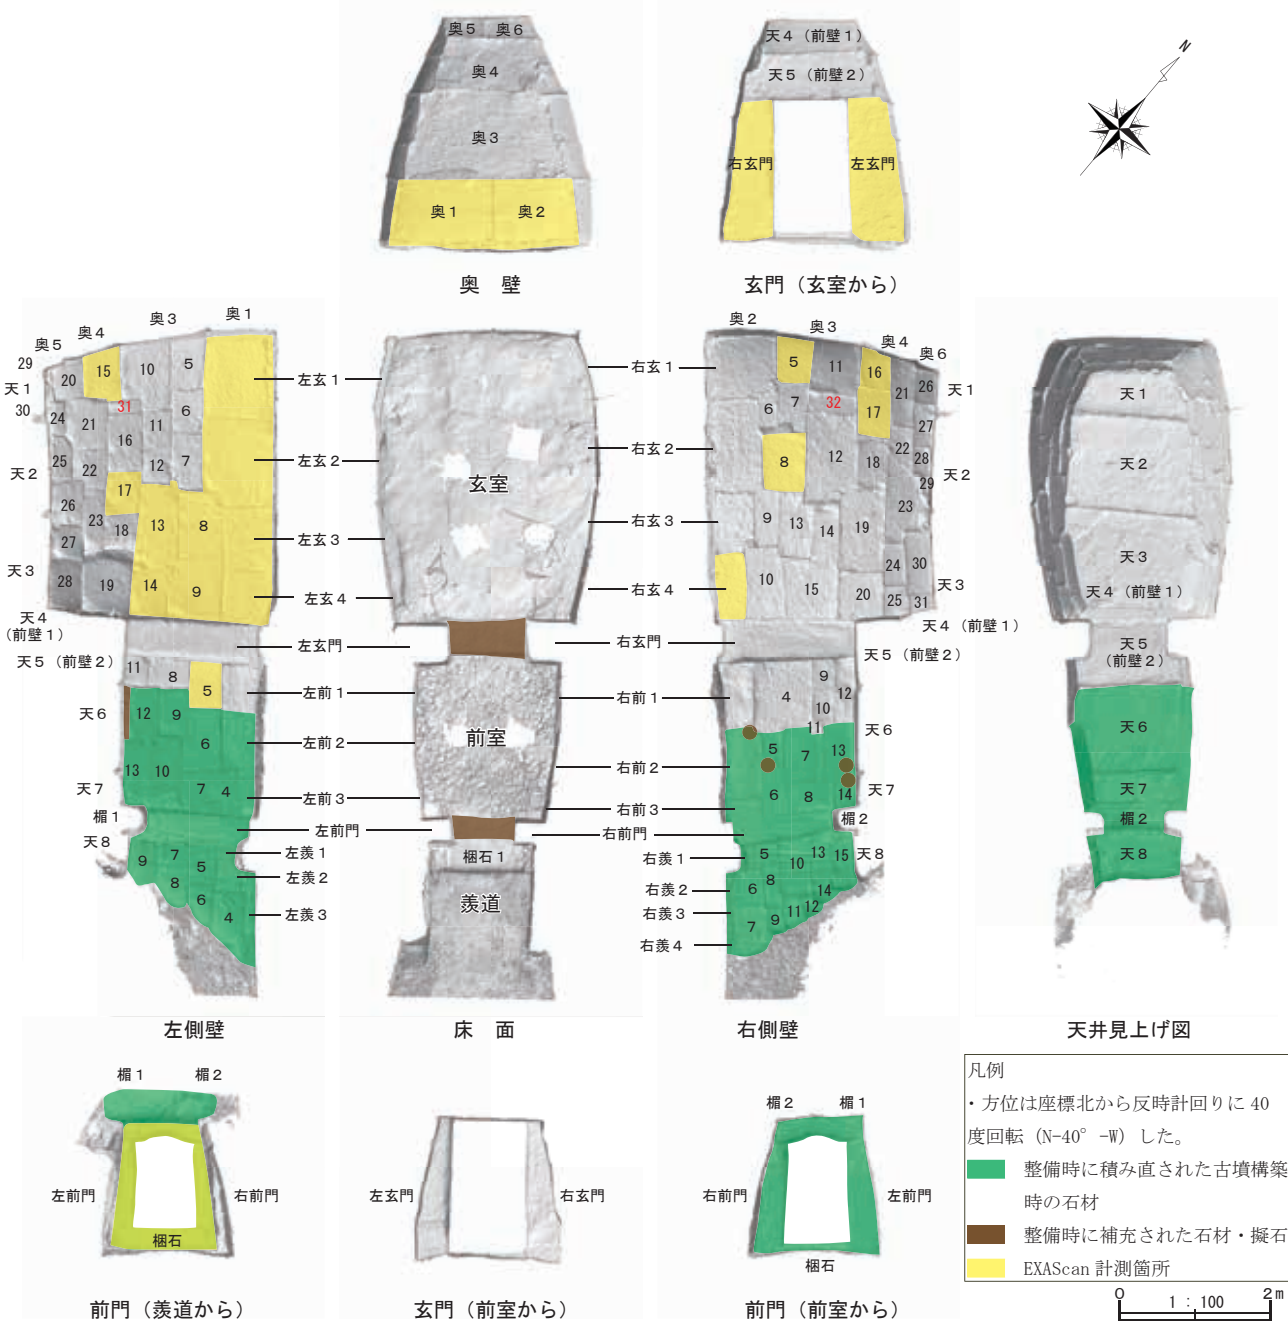 奥5 奥6
奥4
奥3
奥1 奥2
奥 壁
天4(前壁1)
天5(前壁2)
右玄門 左玄門
玄門(玄室から)
N
奥1
奥3
奥4
奥5
29
天1
30
天2
天3
天4
(前壁1)
天5(前壁2)
天6
天7
楣1
天8
20 15 10 5
31
24 21 16 11 6
25 22 12 7
17
26 23 18 13 8
27
28 19 14 9
11 8 5
12 9
6
13 10
7 4
9 7 5
8 6
4
左玄1
左玄2
左玄3
左玄4
左玄門
左前1
左前2
左前3
左前門
左羨1
左羨2
左羨3
左側壁
玄室
前室
梱石1
羨道
床 面
右玄1
右玄2
右玄3
右玄4
右玄門
右前1
右前2
右前3
右前門
右羨1
右羨2
右羨3
右羨4
奥2 奥3
奥4
奥6
5 11 16 21 26
6 7 32 17 27
8 12 18 22 28
29
9 13 14 19 23
10 15 20 24 30
25 31
天1
天2
天3
天4(前壁1)
天5(前壁2)
天6
天7
楣2
天8
9
4 12
10
11
5 7 13
6 8 14
5 10 13 15
6 8 14
7 9 11 12
右側壁
天1
天2
天3
天4(前壁1)
天5
(前壁2)
天6
天7
楣2
天8
天井見上げ図
楣1 楣2
左前門 右前門
梱石
前門(羨道から)
左玄門 右玄門
玄門(前室から)
楣2 楣1
右前門 左前門
梱石
前門(前室から)
凡例
・方位は座標北から反時計回りに 40
度回転(N-40°-W)した。
整備時に積み直された古墳構築
時の石材
整備時に補充された石材・擬石
EXAScan 計測箇所
0 1:100 2m